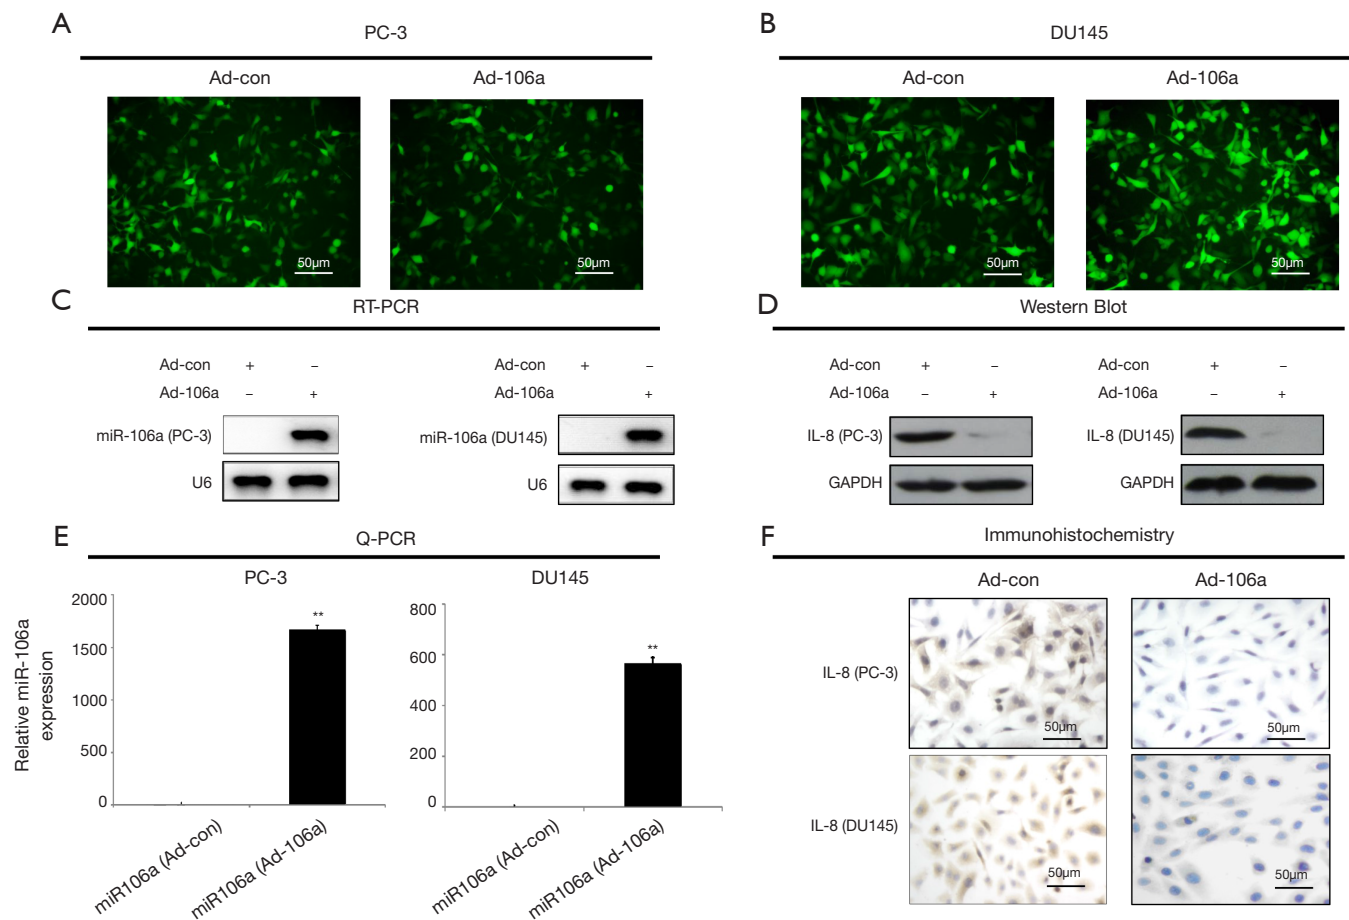 A
PC-3
Ad-con
Ad-106a
50μm
50μm
B
DU145
Ad-con
Ad-106a
50μm
50μm
C
RT-PCR
Ad-con + –
Ad-106a – +
miR-106a (PC-3)
U6
Ad-con + –
Ad-106a – +
miR-106a (DU145)
U6
D
Western Blot
Ad-con + –
Ad-106a – +
IL-8 (PC-3)
GAPDH
Ad-con + –
Ad-106a – +
IL-8 (DU145)
GAPDH
E
Q-PCR
Relative miR-106a
expression
PC-3
2000
1500
1000
500
0
**
miR106a (Ad-con)
miR106a (Ad-106a)
DU145
800
600
400
200
0
**
miR106a (Ad-con)
miR106a (Ad-106a)
F
Immunohistochemistry
Ad-con
Ad-106a
IL-8 (PC-3)
50μm
50μm
IL-8 (DU145)
50μm
50μm